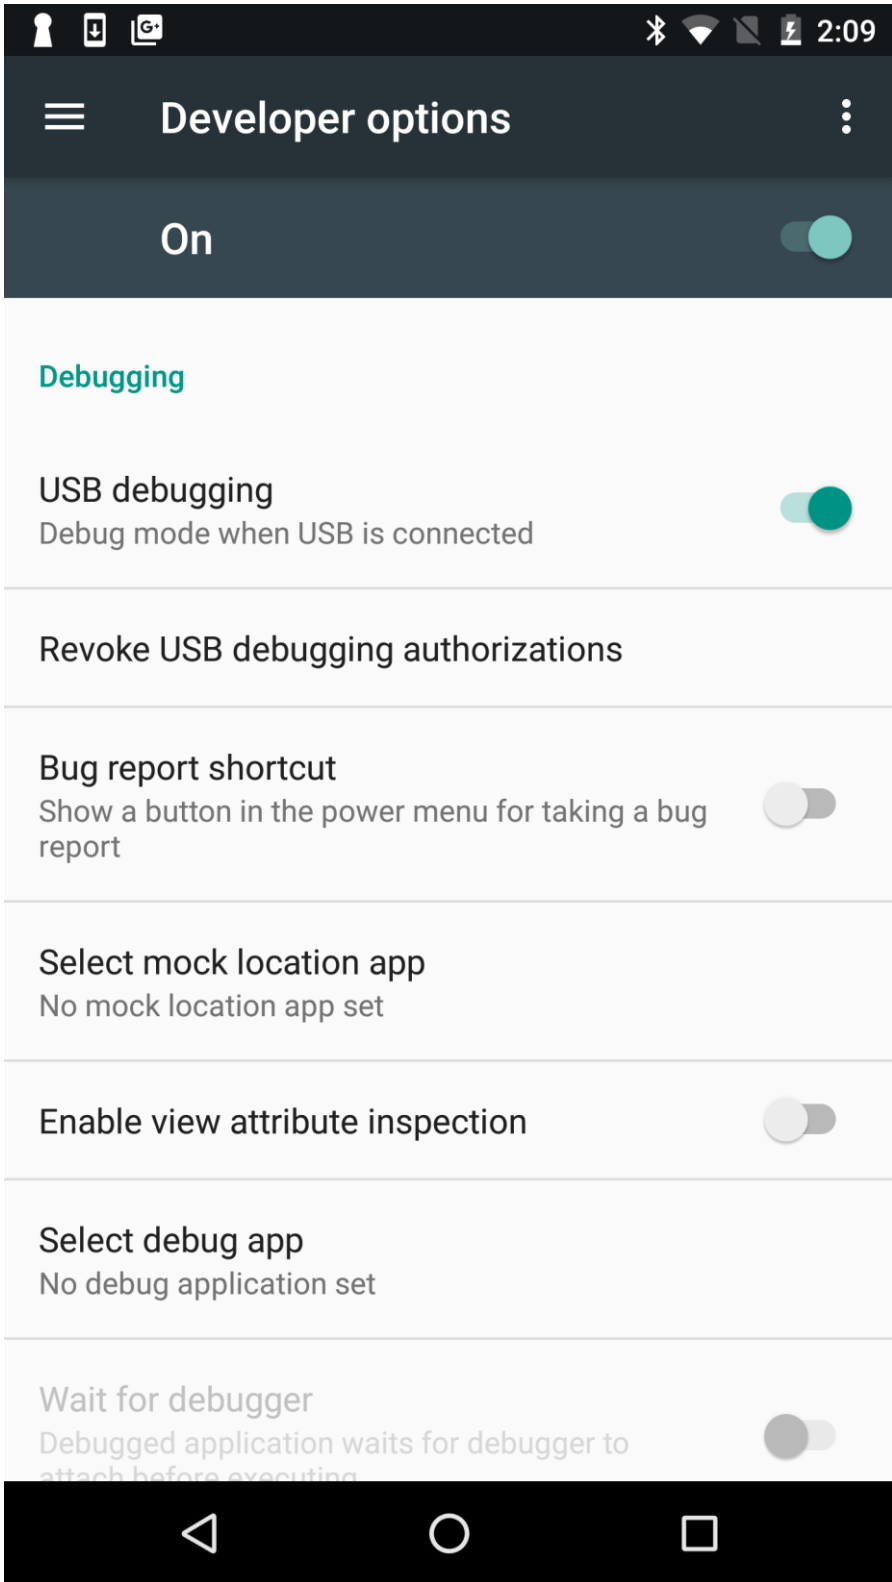 G+
2:09
Developer options
On
Debugging
USB debugging
Debug mode when USB is connected
Revoke USB debugging authorizations
Bug report shortcut
Show a button in the power menu for taking a bug
report
Select mock location app
No mock location app set
Enable view attribute inspection
Select debug app
No debug application set
Wait for debugger
Debugged application waits for debugger to
attach before executing